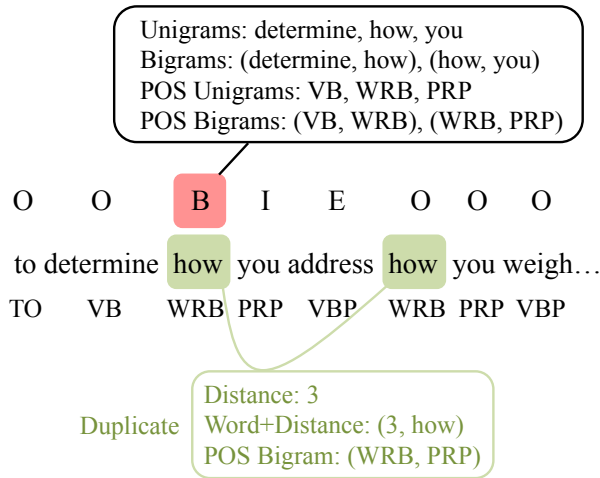 Unigrams: determine, how, you
Bigrams: (determine, how), (how, you)
POS Unigrams: VB, WRB, PRP
POS Bigrams: (VB, WRB), (WRB, PRP)
O O B I E O O O
to determine how you address how you weigh…
TO VB WRB PRP VBP WRB PRP VBP
Distance: 3
Duplicate Word+Distance: (3, how)
POS Bigram: (WRB, PRP)